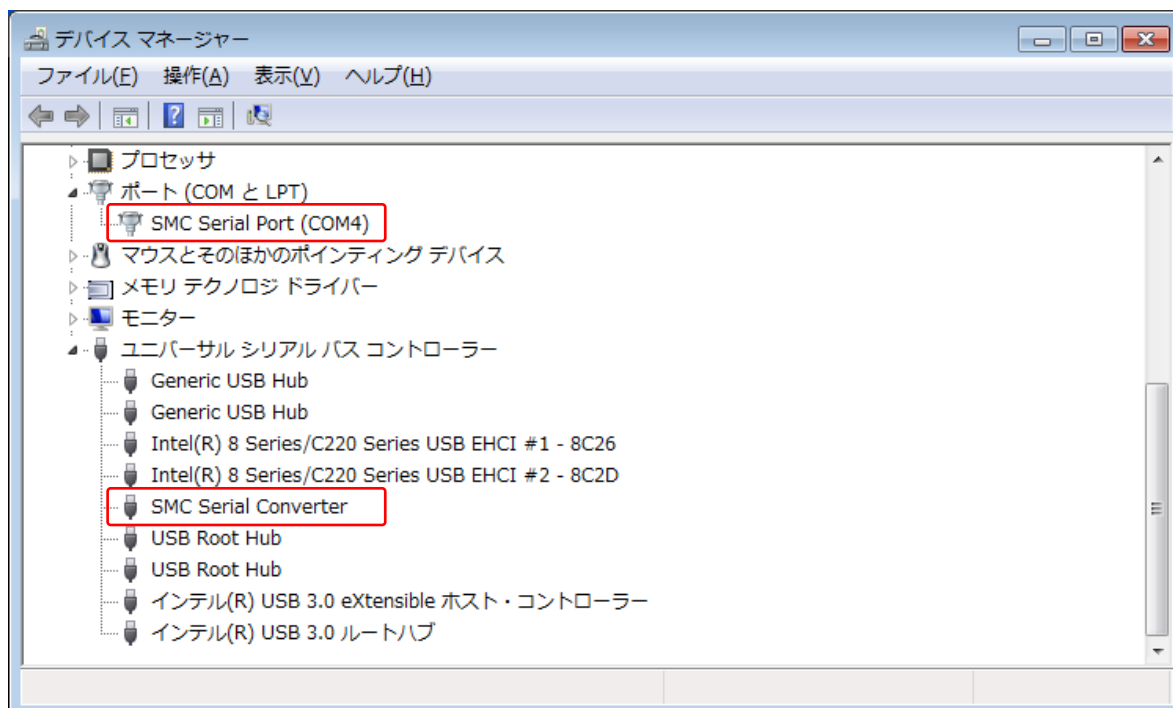 デバイス マネージャー
ファイル(F) 操作(A) 表示(V) ヘルプ(H)
プロセッサ
ポート (COM と LPT)
SMC Serial Port (COM4)
マウスとそのほかのポインティング デバイス
メモリ テクノロジ ドライバー
モニター
ユニバーサル シリアル バス コントローラー
Generic USB Hub
Generic USB Hub
Intel(R) 8 Series/C220 Series USB EHCI #1 - 8C26
Intel(R) 8 Series/C220 Series USB EHCI #2 - 8C2D
SMC Serial Converter
USB Root Hub
USB Root Hub
インテル(R) USB 3.0 eXtensible ホスト・コントローラー
インテル(R) USB 3.0 ルートハブ